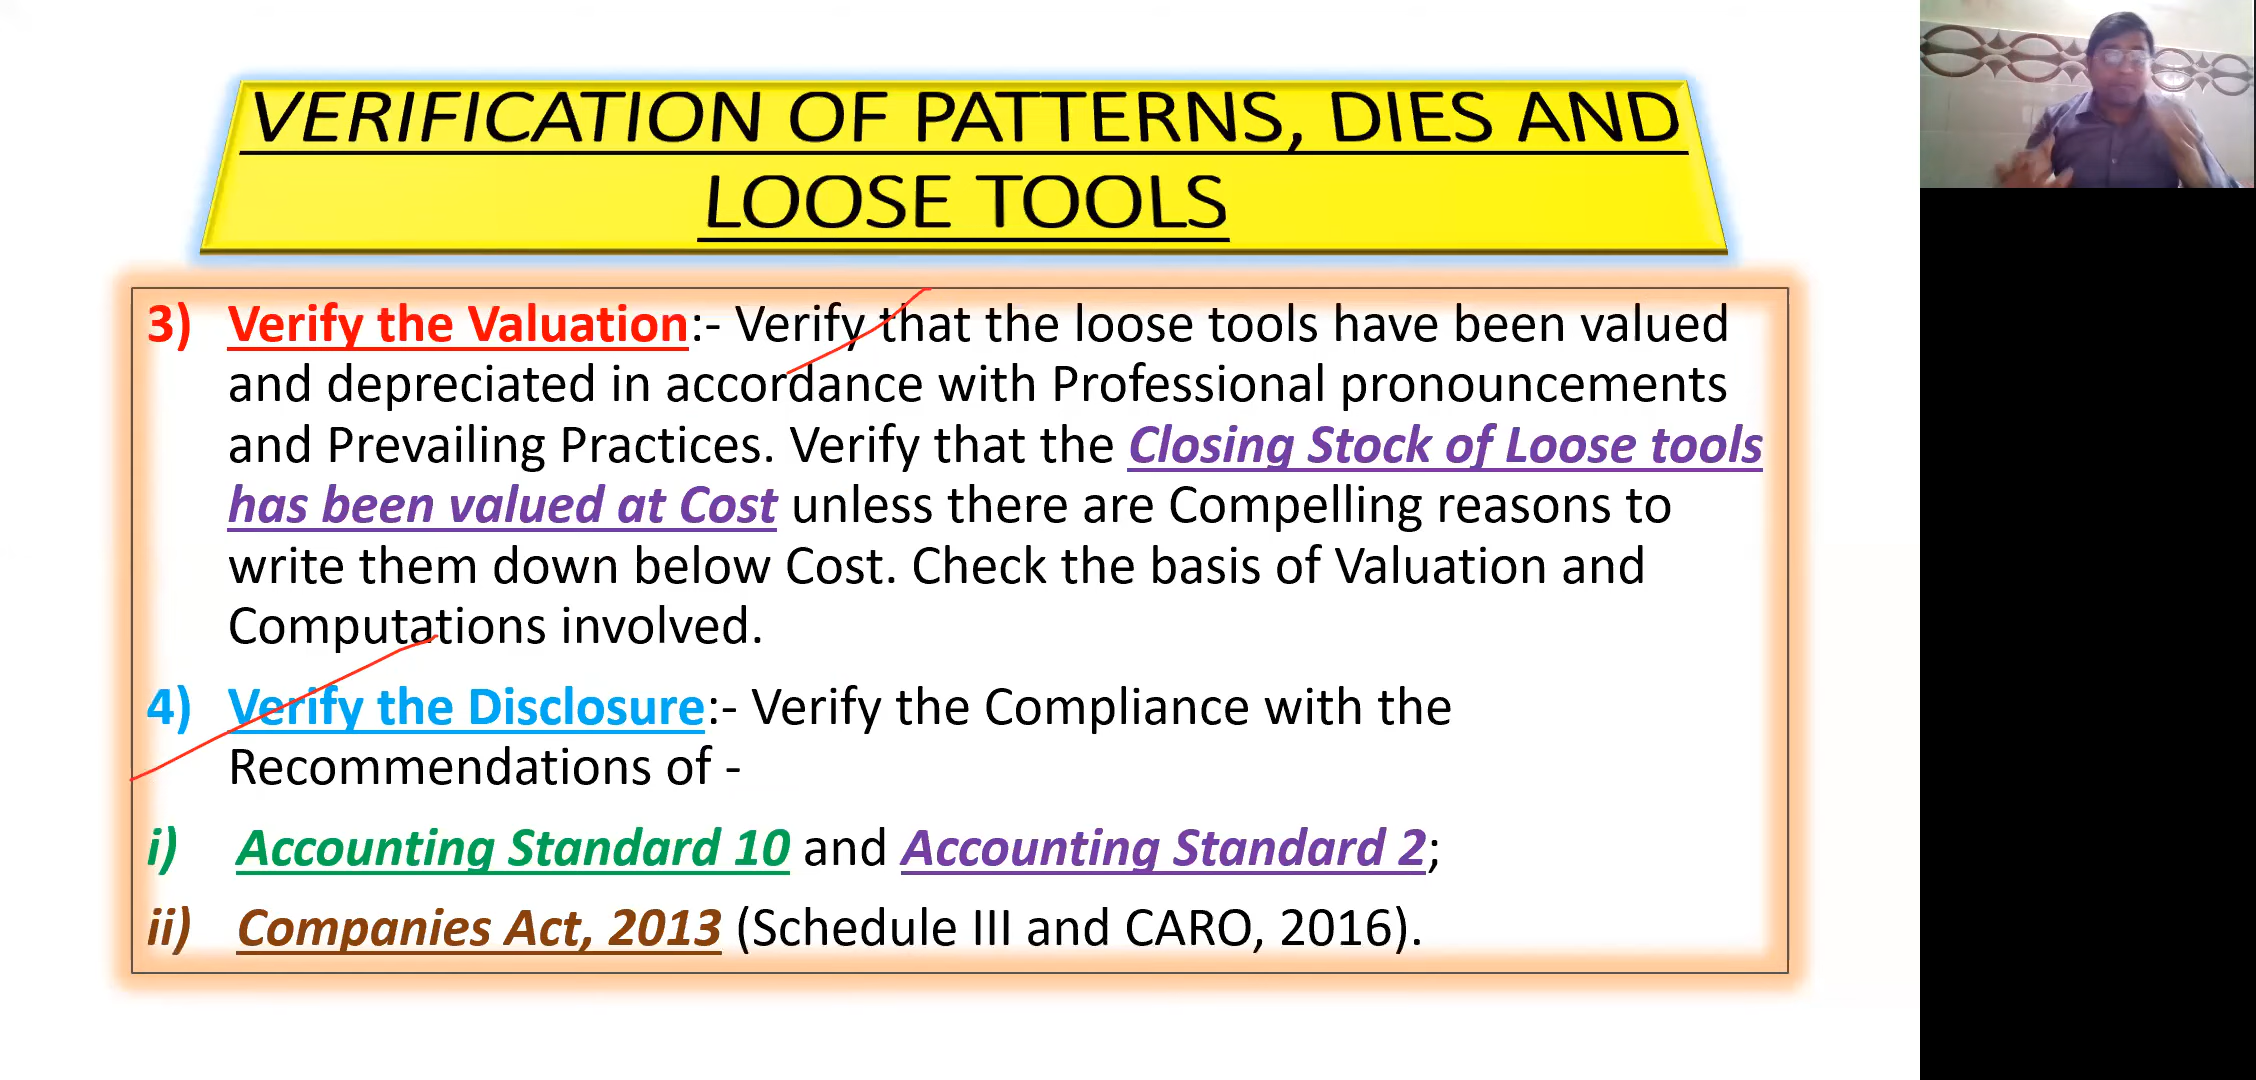 VERIFICATION OF PATTERNS, DIES AND
LOOSE TOOLS
3) Verify the Valuation:- Verify that the loose tools have been valued
and depreciated in accordance with Professional pronouncements
and Prevailing Practices. Verify that the Closing Stock of Loose tools
has been valued at Cost unless there are Compelling reasons to
write them down below Cost. Check the basis of Valuation and
Computations involved.
4) Verify the Disclosure:- Verify the Compliance with the
Recommendations of -
i) Accounting Standard 10 and Accounting Standard 2;
ii) Companies Act, 2013 (Schedule III and CARO, 2016).